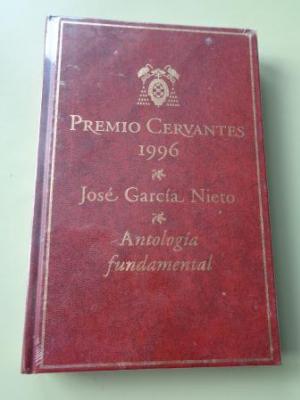 PREMIO CERVANTES
1996
José García Nieto
Antología
fundamental